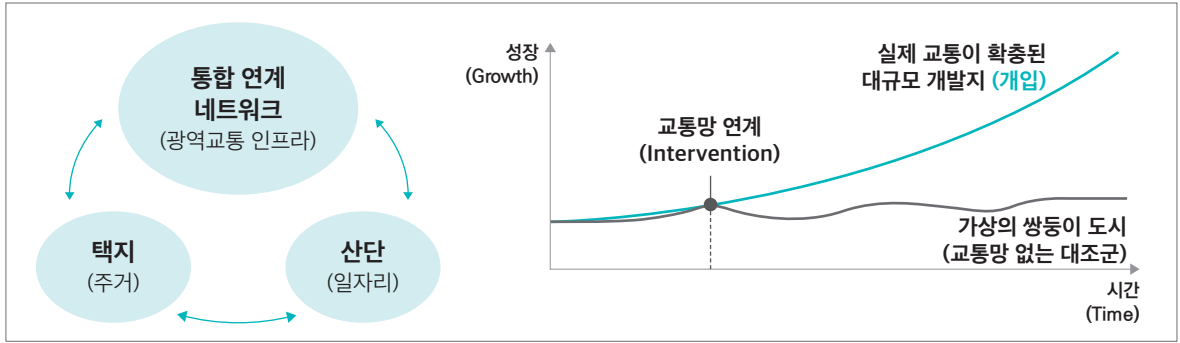 통합 연계
네트워크
(광역교통 인프라)
택지
(주거)
산단
(일자리)
성장
(Growth)
교통망 연계
(Intervention)
실제 교통이 확충된
대규모 개발지 (개입)
가상의 쌍둥이 도시
(교통망 없는 대조군)
시간
(Time)